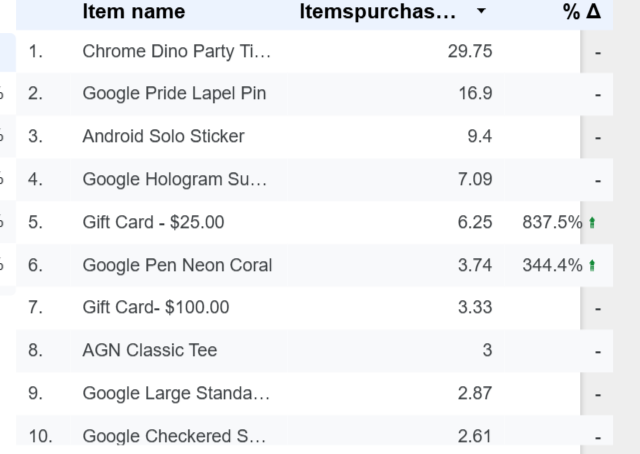 Item name Itemspurchas… % Δ
1. Chrome Dino Party Ti… 29.75 -
2. Google Pride Lapel Pin 16.9 -
3. Android Solo Sticker 9.4 -
4. Google Hologram Su… 7.09 -
5. Gift Card - $25.00 6.25 837.5%
6. Google Pen Neon Coral 3.74 344.4%
7. Gift Card- $100.00 3.33 -
8. AGN Classic Tee 3 -
9. Google Large Standa… 2.87 -
10. Google Checkered S… 2.61 -